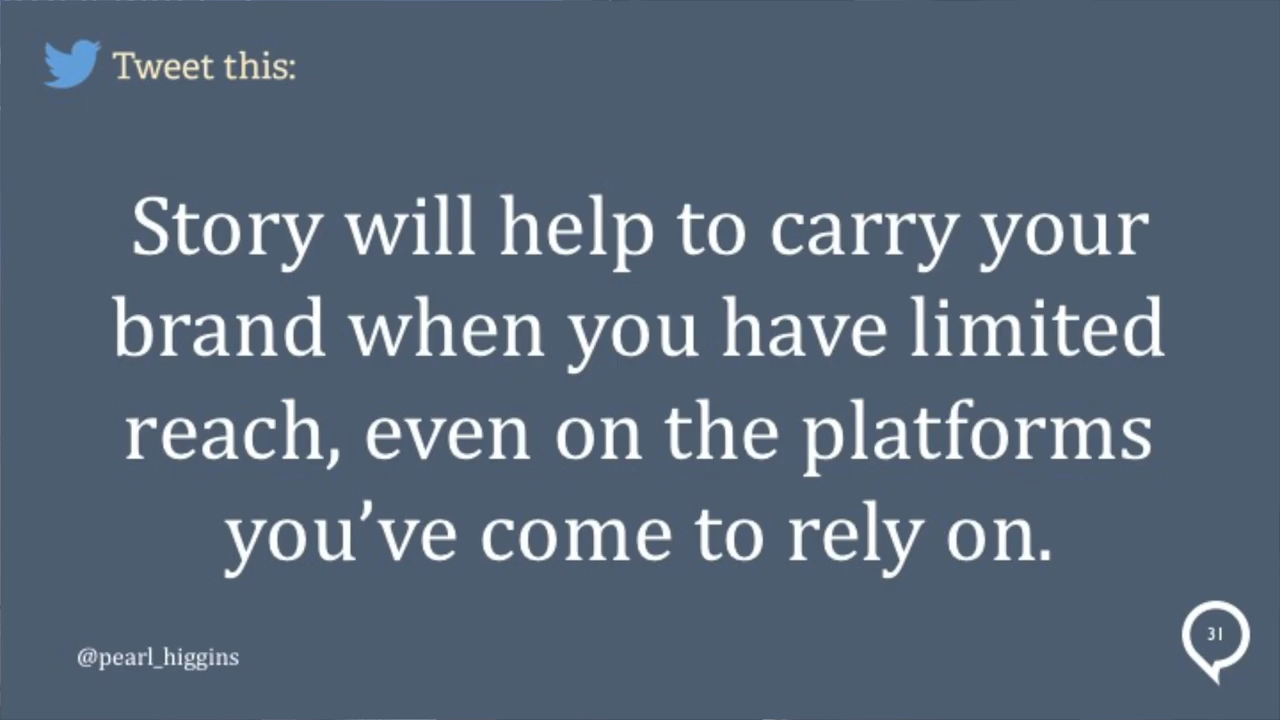 Tweet this:
Story will help to carry your
brand when you have limited
reach, even on the platforms
you’ve come to rely on.
@pearl_higgins
31